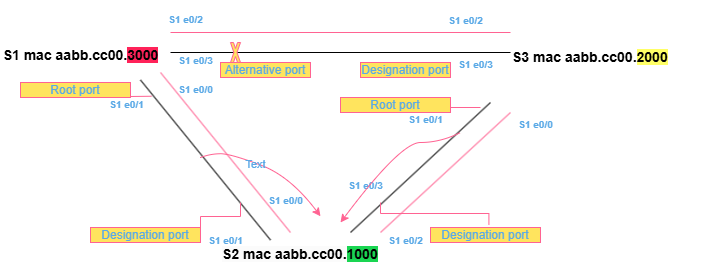 S1 e0/2
S1 e0/2
S1 mac aabb.cc00.3000
S1 e0/3
S1 e0/3
S3 mac aabb.cc00.2000
Alternative port
Designation port
Root port
S1 e0/0
S1 e0/1
Root port
S1 e0/1
S1 e0/0
Text
S1 e0/3
S1 e0/0
Designation port
S1 e0/1
S1 e0/2
Designation port
S2 mac aabb.cc00.1000